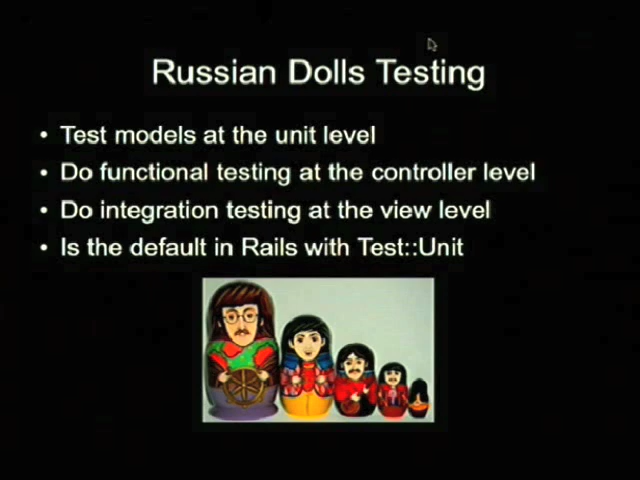 Russian Dolls Testing
• Test models at the unit level
• Do functional testing at the controller level
• Do integration testing at the view level
• Is the default in Rails with Test::Unit